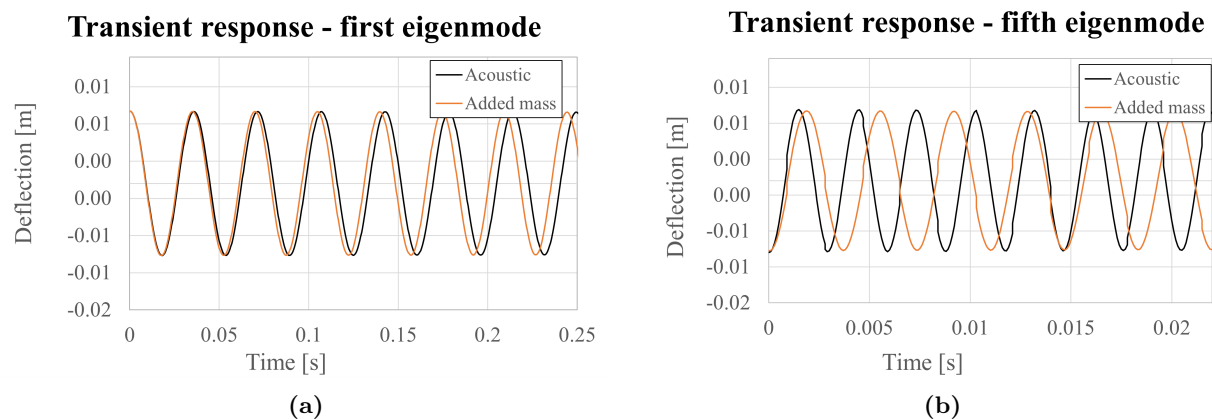 Transient response - first eigenmode
Acoustic
Added mass
Deflection [m]
0.01
0.01
0.00
0.00
-0.01
-0.01
-0.02
0 0.05 0.1 0.15 0.2 0.25
Time [s]
(a)
Transient response - fifth eigenmode
Acoustic
Added mass
Deflection [m]
0.01
0.01
0.00
0.00
-0.01
-0.01
-0.02
0 0.005 0.01 0.015 0.02
Time [s]
(b)